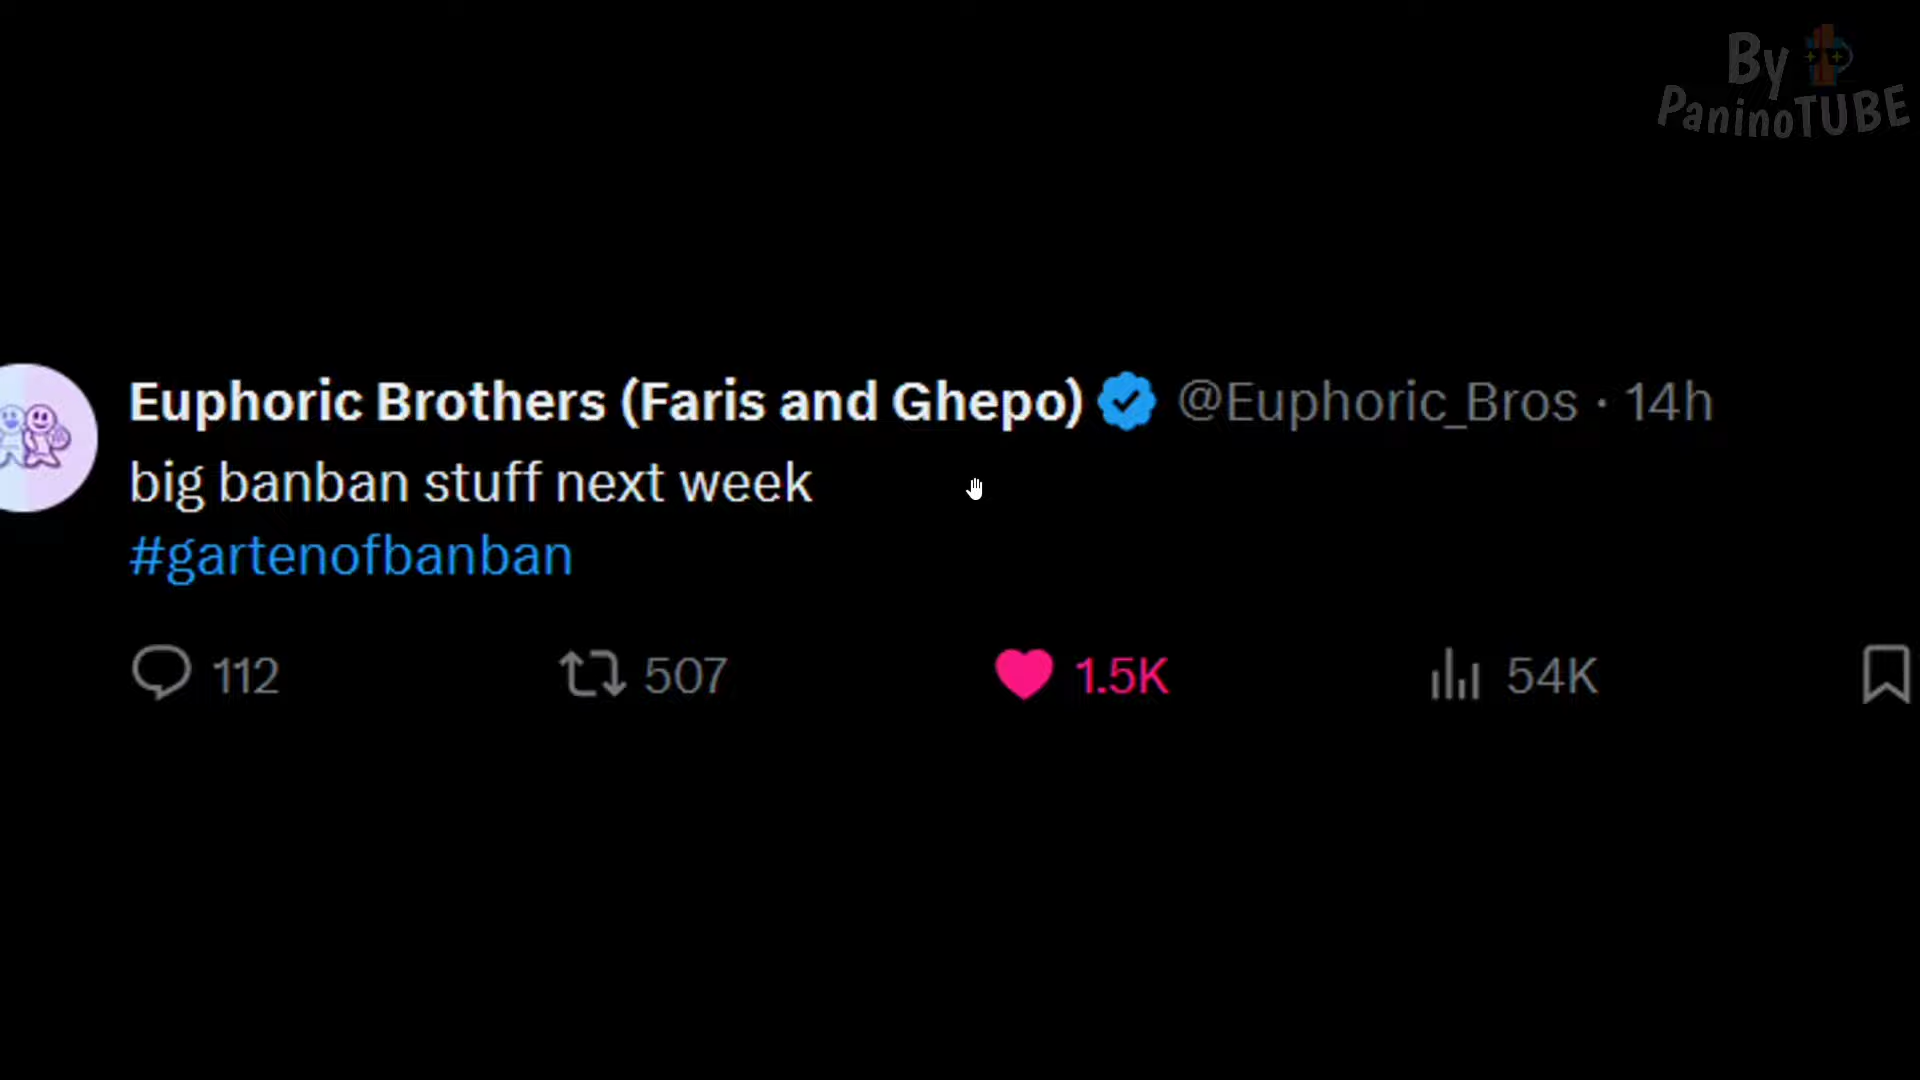 By
PaninoTUBE
Euphoric Brothers (Faris and Ghepo) @Euphoric_Bros · 14h
big banban stuff next week
#gartenofbanban
112 507 1.5K 54K